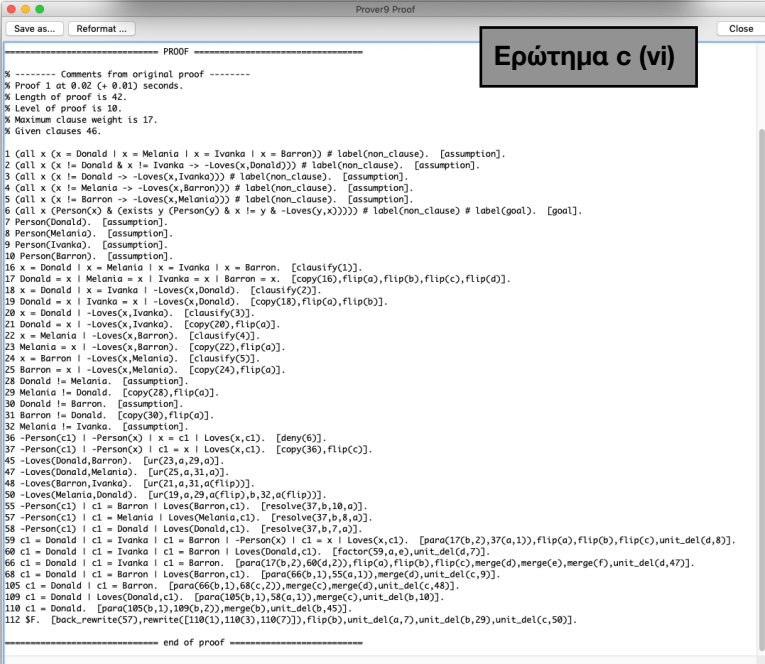 Prover9 Proof
Save as...
Reformat ...
Close
Ερώτημα c (vi)
============================== PROOF =================================
% -------- Comments from original proof --------
% Proof 1 at 0.02 (+ 0.01) seconds.
% Length of proof is 42.
% Level of proof is 10.
% Maximum clause weight is 17.
% Given clauses 46.
1 (all x (x = Donald | x = Melania | x = Ivanka | x = Barron)) # label(non_clause).  [assumption].
2 (all x (x != Donald & x != Ivanka -> -Loves(x,Donald))) # label(non_clause).  [assumption].
3 (all x (x != Donald -> -Loves(x,Ivanka))) # label(non_clause).  [assumption].
4 (all x (x != Melania -> -Loves(x,Barron))) # label(non_clause).  [assumption].
5 (all x (x != Barron -> -Loves(x,Melania))) # label(non_clause).  [assumption].
6 (all x (Person(x) & (exists y (Person(y) & x != y & -Loves(y,x))))) # label(non_clause) # label(goal).  [goal].
7 Person(Donald).  [assumption].
8 Person(Melania).  [assumption].
9 Person(Ivanka).  [assumption].
10 Person(Barron).  [assumption].
16 x = Donald | x = Melania | x = Ivanka | x = Barron.  [clausify(1)].
17 Donald = x | Melania = x | Ivanka = x | Barron = x.  [copy(16),flip(a),flip(b),flip(c),flip(d)].
18 x = Donald | x = Ivanka | -Loves(x,Donald).  [clausify(2)].
19 Donald = x | Ivanka = x | -Loves(x,Donald).  [copy(18),flip(a),flip(b)].
20 x = Donald | -Loves(x,Ivanka).  [clausify(3)].
21 Donald = x | -Loves(x,Ivanka).  [copy(20),flip(a)].
22 x = Melania | -Loves(x,Barron).  [clausify(4)].
23 Melania = x | -Loves(x,Barron).  [copy(22),flip(a)].
24 x = Barron | -Loves(x,Melania).  [clausify(5)].
25 Barron = x | -Loves(x,Melania).  [copy(24),flip(a)].
28 Donald != Melania.  [assumption].
29 Melania != Donald.  [copy(28),flip(a)].
30 Donald != Barron.  [assumption].
31 Barron != Donald.  [copy(30),flip(a)].
32 Melania != Ivanka.  [assumption].
36 -Person(c1) | -Person(x) | x = c1 | Loves(x,c1).  [deny(6)].
37 -Person(c1) | -Person(x) | c1 = x | Loves(x,c1).  [copy(36),flip(c)].
45 -Loves(Donald,Barron).  [ur(23,a,29,a)].
47 -Loves(Donald,Melania).  [ur(25,a,31,a)].
48 -Loves(Barron,Ivanka).  [ur(21,a,31,a(flip))].
50 -Loves(Melania,Donald).  [ur(19,a,29,a(flip),b,32,a(flip))].
55 -Person(c1) | c1 = Barron | Loves(Barron,c1).  [resolve(37,b,10,a)].
57 -Person(c1) | c1 = Melania | Loves(Melania,c1).  [resolve(37,b,8,a)].
58 -Person(c1) | c1 = Donald | Loves(Donald,c1).  [resolve(37,b,7,a)].
59 c1 = Donald | c1 = Ivanka | c1 = Barron | -Person(x) | c1 = x | Loves(x,c1).  [para(17(b,2),37(a,1)),flip(a),flip(b),flip(c),unit_del(d,8)].
60 c1 = Donald | c1 = Ivanka | c1 = Barron | Loves(Donald,c1).  [factor(59,a,e),unit_del(d,7)].
66 c1 = Donald | c1 = Ivanka | c1 = Barron.  [para(17(b,2),60(d,2)),flip(a),flip(b),flip(c),merge(d),merge(e),merge(f),unit_del(d,47)].
68 c1 = Donald | c1 = Barron | Loves(Barron,c1).  [para(66(b,1),55(a,1)),merge(d),unit_del(c,9)].
105 c1 = Donald | c1 = Barron.  [para(66(b,1),68(c,2)),merge(c),merge(d),unit_del(c,48)].
109 c1 = Donald | Loves(Donald,c1).  [para(105(b,1),58(a,1)),merge(c),unit_del(b,10)].
110 c1 = Donald.  [para(105(b,1),109(b,2)),merge(b),unit_del(b,45)].
112 $F.  [back_rewrite(57),rewrite([110(1),110(3),110(7)]),flip(b),unit_del(a,7),unit_del(b,29),unit_del(c,50)].
============================== end of proof ==========================